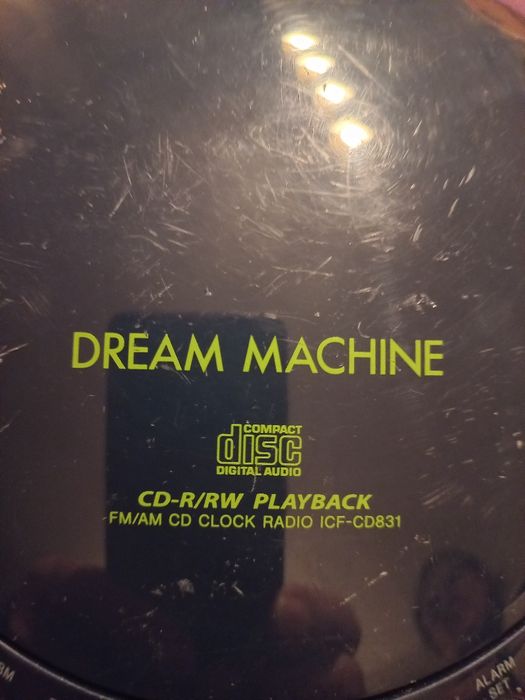 DREAM MACHINE
COMPACT
disc
DIGITAL AUDIO
CD-R/RW PLAYBACK
FM/AM CD CLOCK RADIO ICF-CD831
ALARM
SET